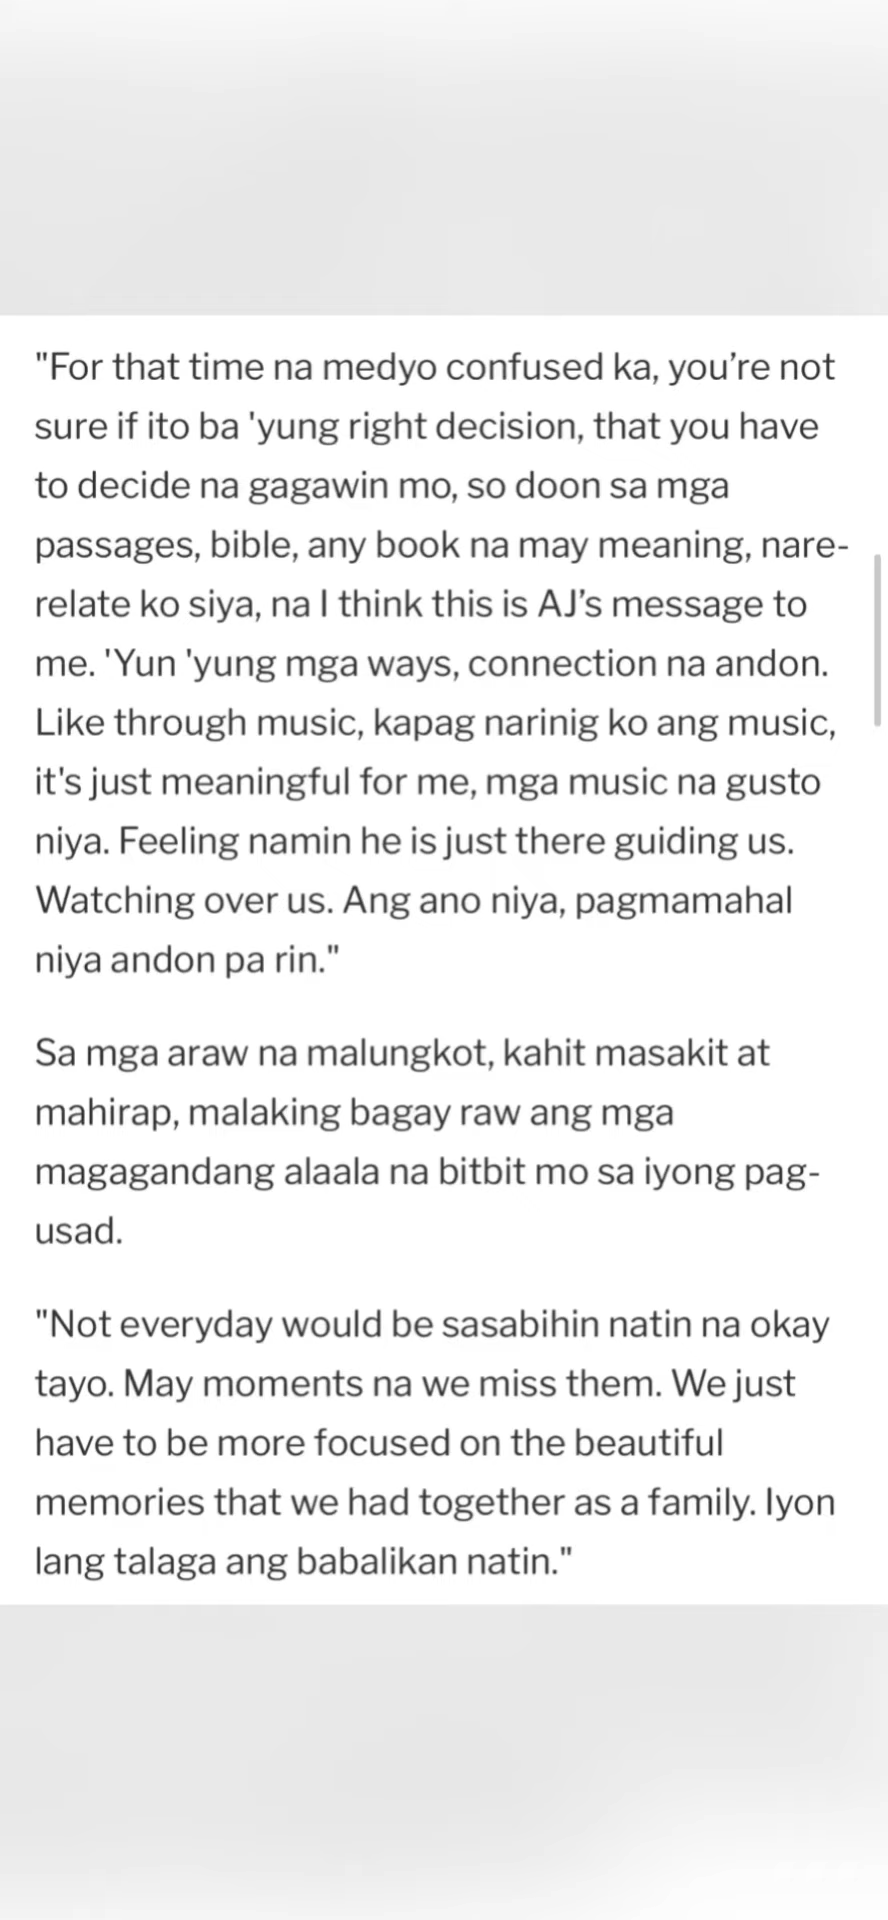 "For that time na medyo confused ka, you’re not
sure if ito ba 'yung right decision, that you have
to decide na gagawin mo, so doon sa mga
passages, bible, any book na may meaning, nare-
relate ko siya, na I think this is AJ’s message to
me. 'Yun 'yung mga ways, connection na andon.
Like through music, kapag narinig ko ang music,
it's just meaningful for me, mga music na gusto
niya. Feeling namin he is just there guiding us.
Watching over us. Ang ano niya, pagmamahal
niya andon pa rin."
Sa mga araw na malungkot, kahit masakit at
mahirap, malaking bagay raw ang mga
magagandang alaala na bitbit mo sa iyong pag-
usad.
"Not everyday would be sasabihin natin na okay
tayo. May moments na we miss them. We just
have to be more focused on the beautiful
memories that we had together as a family. Iyon
lang talaga ang babalikan natin."